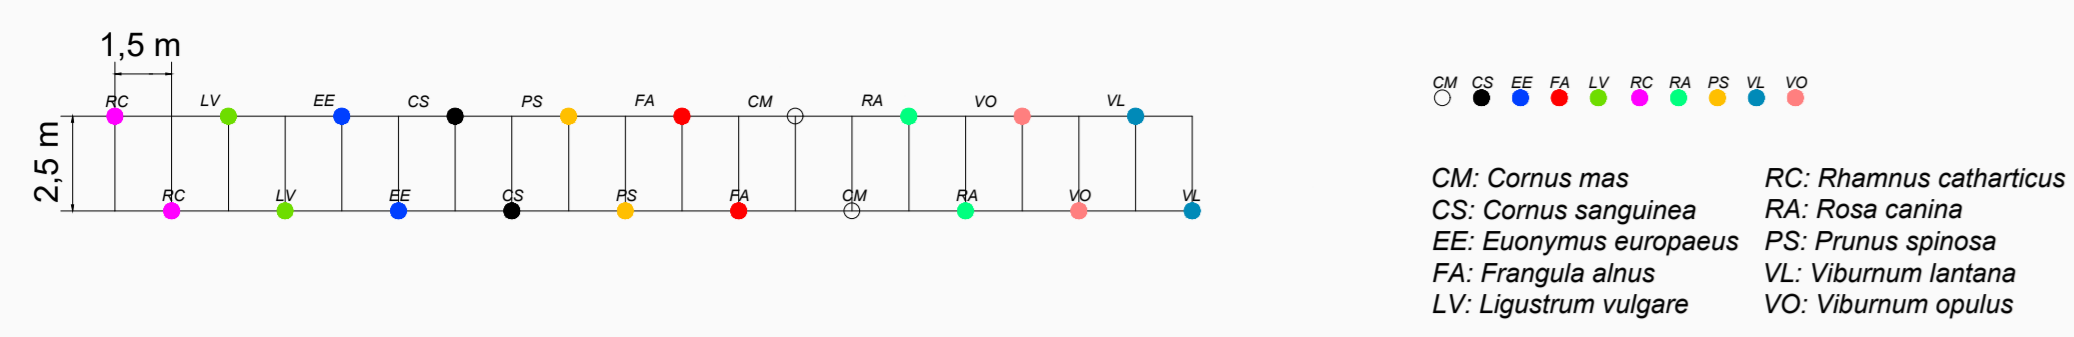 1,5 m
RC LV EE CS PS FA CM RA VO VL
2,5 m
RC LV EE CS PS FA CM RA VO VL
CM CS EE FA LV RC RA PS VL VO
CM: Cornus mas
CS: Cornus sanguinea
EE: Euonymus europaeus
FA: Frangula alnus
LV: Ligustrum vulgare
RC: Rhamnus catharticus
RA: Rosa canina
PS: Prunus spinosa
VL: Viburnum lantana
VO: Viburnum opulus